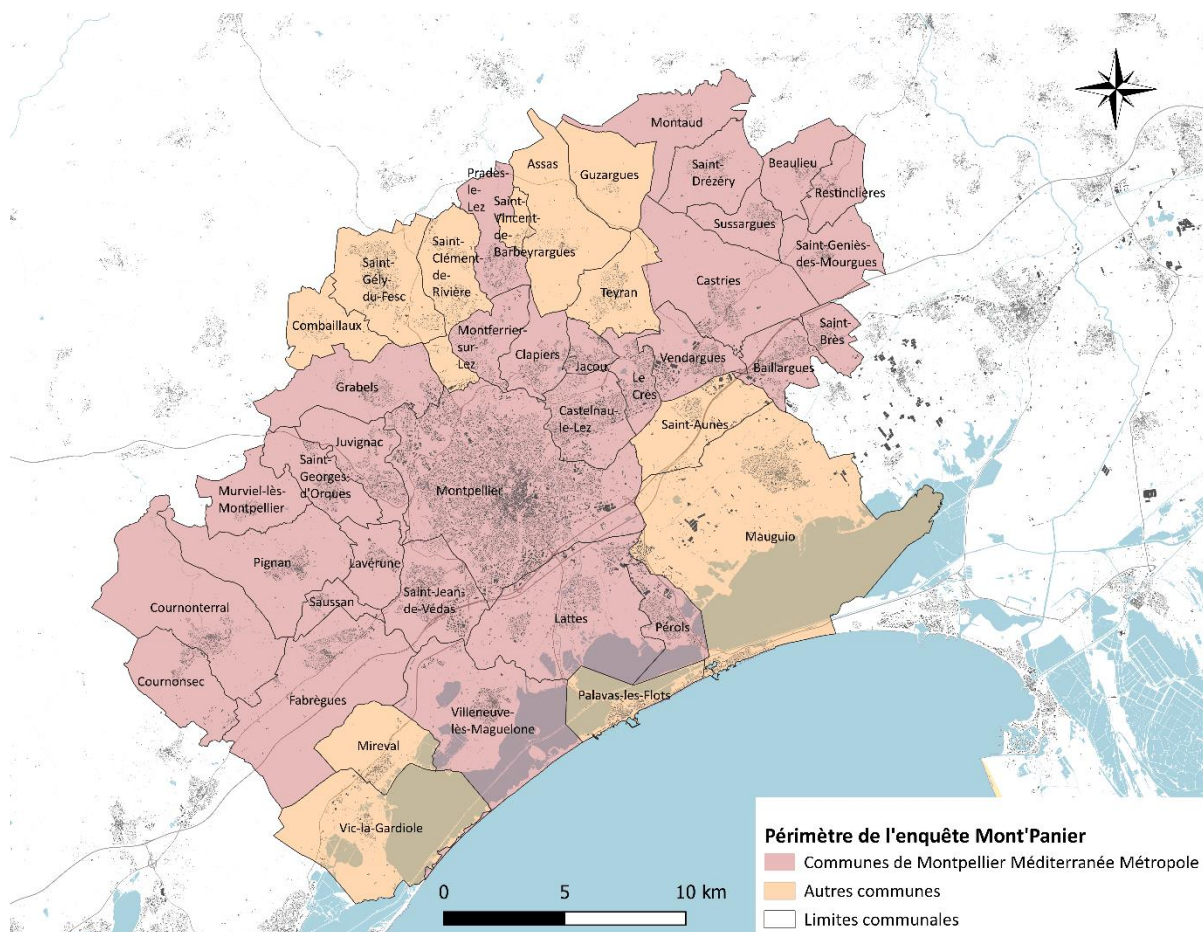 Montaud
Assas
Guzargues
Saint-
Drézéry
Beaulieu
Restinclières
Prades-
le-
Lez
Saint-
Vincent-
de-
Barbeyrargues
Sussargues
Saint-Geniès-
des-Mourgues
Saint-
Gély-
du-Fesc
Saint-
Clément-
de-
Rivière
Teyran
Castries
Combaillaux
Montferrier-
sur-
Lez
Clapiers
Jacou
Le
Crès
Vendargues
Saint-
Brès
Baillargues
Grabels
Castelnau-
le-Lez
Saint-Aunès
Juvignac
Saint-
Georges-
d'Orques
Murviel-lès-
Montpellier
Montpellier
Mauguio
Pignan
Lavérune
Saussan
Saint-Jean-
de-Védas
Cournonterral
Lattes
Pérols
Cournonsec
Fabrègues
Villeneuve-
lès-Maguelone
Palavas-les-Flots
Mireval
Vic-la-Gardiole
0 5 10 km
Périmètre de l'enquête Mont'Panier
Communes de Montpellier Méditerranée Métropole
Autres communes
Limites communales